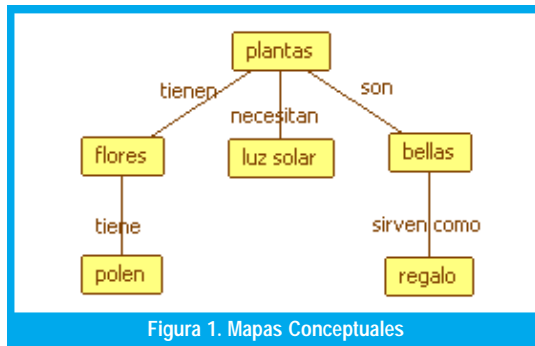 plantas
tienen
necesitan
son
flores
luz solar
bellas
tiene
sirven como
polen
regalo
Figura 1. Mapas Conceptuales